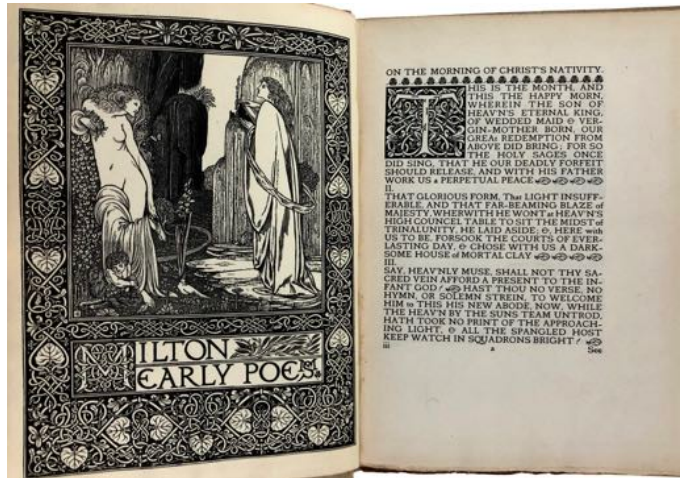 MILTON
EARLY POEMS.
ON THE MORNING OF CHRIST'S NATIVITY.
THIS IS THE MONTH, AND
THIS THE HAPPY MORN,
WHEREIN THE SON OF
HEAV'N'S ETERNAL KING,
OF WEDDED MAID & VER-
GIN-MOTHER BORN, OUR
GREAt REDEMPTION FROM
ABOVE DID BRING; FOR SO
THE HOLY SAGES ONCE
DID SING, THAT HE OUR DEADLY FORFEIT
SHOULD RELEASE, AND WITH HIS FATHER
WORK US a PERPETUAL PEACE
II.
THAT GLORIOUS FORM, That LIGHT INSUFF-
ERABLE, AND THAT FAR-BEAMING BLAZE of
MAJESTY, WHERWITH HE WONT at HEAV'N'S
HIGH COUNCEL TABLE TO SIT THE MIDST of
TRINALUNITY, HE LAID ASIDE; &, HERE with
US TO BE, FORSOOK THE COURTS OF EVER-
LASTING DAY, & CHOSE WITH US A DARK-
SOME HOUSE of MORTAL CLAY
III.
SAY, HEAV'NLY MUSE, SHALL NOT THY SA-
CRED VEIN AFFORD A PRESENT TO THE IN-
FANT GOD? HAST THOU NO VERSE, NO
HYMN, OR SOLEMN STREIN, TO WELCOME
HIM to THIS HIS NEW ABODE, NOW, WHILE
THE HEAV'N BY THE SUNS TEAM UNTROD,
HATH TOOK NO PRINT OF THE APPROACH-
ING LIGHT, & ALL THE SPANGLED HOST
KEEP WATCH IN SQUADRONS BRIGHT?
iii a See